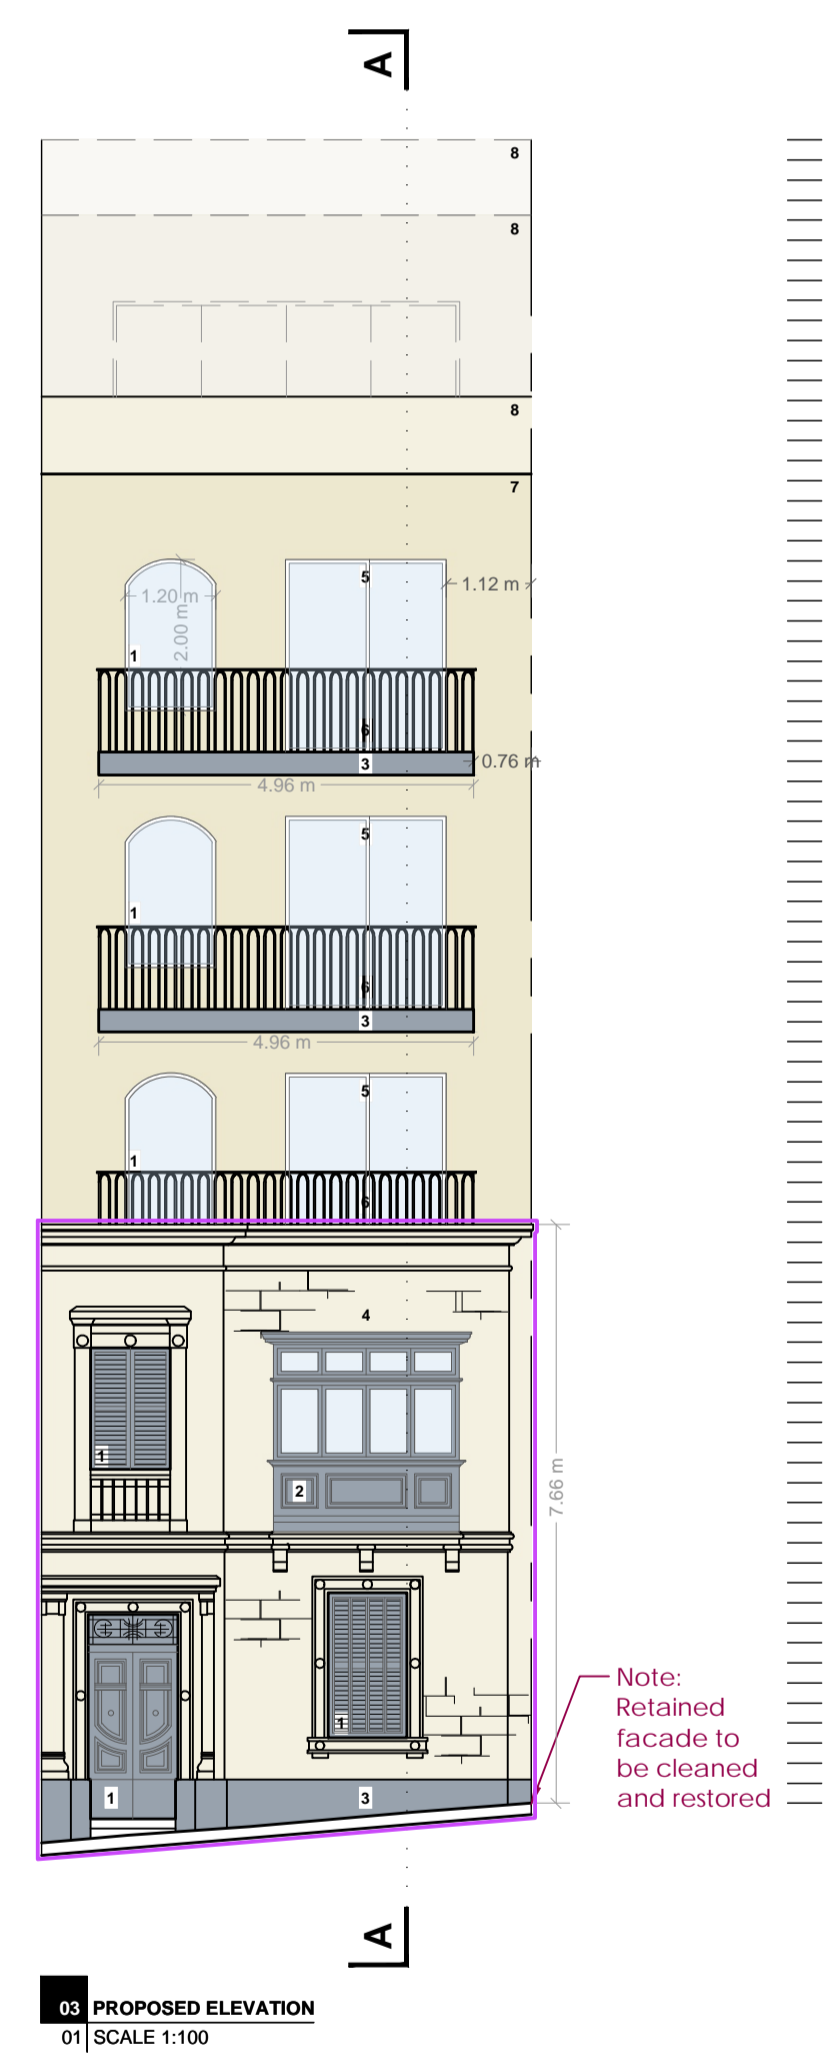 A
8
8
8
7
5
1.12 m
1.20 m
2.00 m
1
6
3
0.76 m
4.96 m
5
1
6
3
4.96 m
5
1
6
4
1
2
7.66 m
Note:
Retained
facade to
be cleaned
and restored
1
1
3
A
03 PROPOSED ELEVATION
01 SCALE 1:100